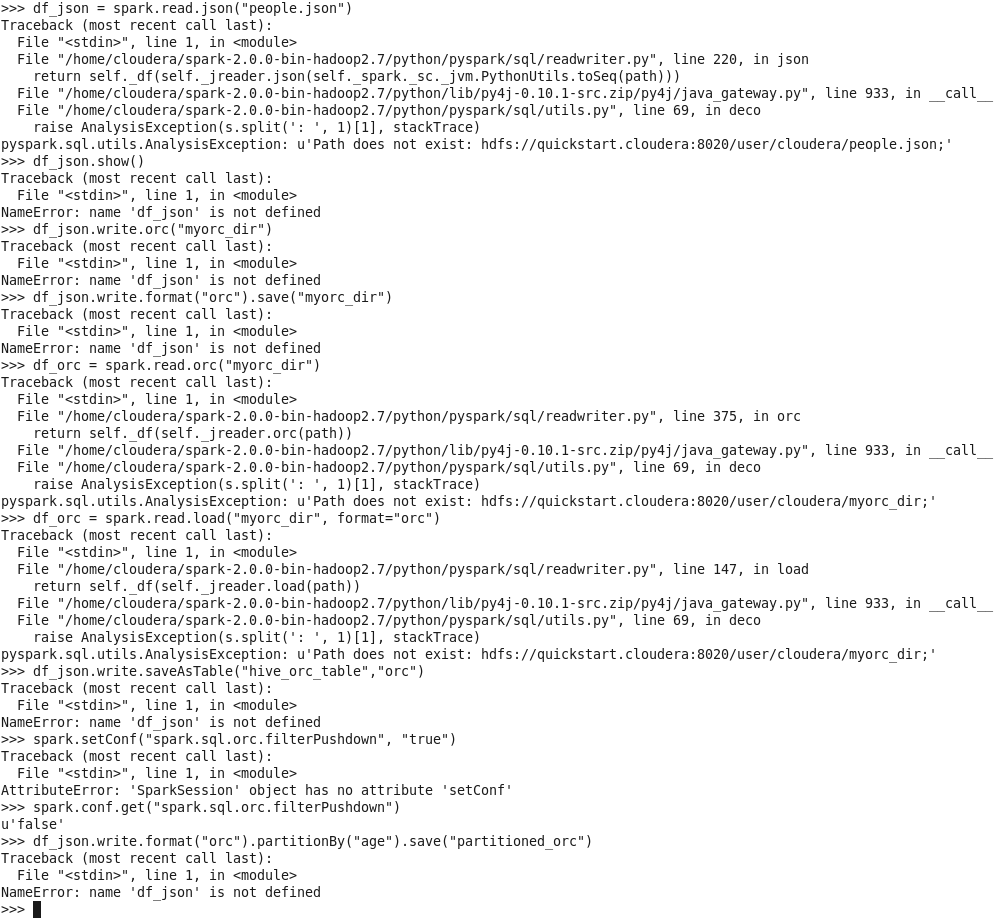 >>> df_json = spark.read.json("people.json")
Traceback (most recent call last):
  File "<stdin>", line 1, in <module>
  File "/home/cloudera/spark-2.0.0-bin-hadoop2.7/python/pyspark/sql/readwriter.py", line 220, in json
    return self._df(self._jreader.json(self._spark._sc._jvm.PythonUtils.toSeq(path)))
  File "/home/cloudera/spark-2.0.0-bin-hadoop2.7/python/lib/py4j-0.10.1-src.zip/py4j/java_gateway.py", line 933, in __call__
  File "/home/cloudera/spark-2.0.0-bin-hadoop2.7/python/pyspark/sql/utils.py", line 69, in deco
    raise AnalysisException(s.split(': ', 1)[1], stackTrace)
pyspark.sql.utils.AnalysisException: u'Path does not exist: hdfs://quickstart.cloudera:8020/user/cloudera/people.json;'
>>> df_json.show()
Traceback (most recent call last):
  File "<stdin>", line 1, in <module>
NameError: name 'df_json' is not defined
>>> df_json.write.orc("myorc_dir")
Traceback (most recent call last):
  File "<stdin>", line 1, in <module>
NameError: name 'df_json' is not defined
>>> df_json.write.format("orc").save("myorc_dir")
Traceback (most recent call last):
  File "<stdin>", line 1, in <module>
NameError: name 'df_json' is not defined
>>> df_orc = spark.read.orc("myorc_dir")
Traceback (most recent call last):
  File "<stdin>", line 1, in <module>
  File "/home/cloudera/spark-2.0.0-bin-hadoop2.7/python/pyspark/sql/readwriter.py", line 375, in orc
    return self._df(self._jreader.orc(path))
  File "/home/cloudera/spark-2.0.0-bin-hadoop2.7/python/lib/py4j-0.10.1-src.zip/py4j/java_gateway.py", line 933, in __call__
  File "/home/cloudera/spark-2.0.0-bin-hadoop2.7/python/pyspark/sql/utils.py", line 69, in deco
    raise AnalysisException(s.split(': ', 1)[1], stackTrace)
pyspark.sql.utils.AnalysisException: u'Path does not exist: hdfs://quickstart.cloudera:8020/user/cloudera/myorc_dir;'
>>> df_orc = spark.read.load("myorc_dir", format="orc")
Traceback (most recent call last):
  File "<stdin>", line 1, in <module>
  File "/home/cloudera/spark-2.0.0-bin-hadoop2.7/python/pyspark/sql/readwriter.py", line 147, in load
    return self._df(self._jreader.load(path))
  File "/home/cloudera/spark-2.0.0-bin-hadoop2.7/python/lib/py4j-0.10.1-src.zip/py4j/java_gateway.py", line 933, in __call__
  File "/home/cloudera/spark-2.0.0-bin-hadoop2.7/python/pyspark/sql/utils.py", line 69, in deco
    raise AnalysisException(s.split(': ', 1)[1], stackTrace)
pyspark.sql.utils.AnalysisException: u'Path does not exist: hdfs://quickstart.cloudera:8020/user/cloudera/myorc_dir;'
>>> df_json.write.saveAsTable("hive_orc_table","orc")
Traceback (most recent call last):
  File "<stdin>", line 1, in <module>
NameError: name 'df_json' is not defined
>>> spark.setConf("spark.sql.orc.filterPushdown", "true")
Traceback (most recent call last):
  File "<stdin>", line 1, in <module>
AttributeError: 'SparkSession' object has no attribute 'setConf'
>>> spark.conf.get("spark.sql.orc.filterPushdown")
u'false'
>>> df_json.write.format("orc").partitionBy("age").save("partitioned_orc")
Traceback (most recent call last):
  File "<stdin>", line 1, in <module>
NameError: name 'df_json' is not defined
>>>